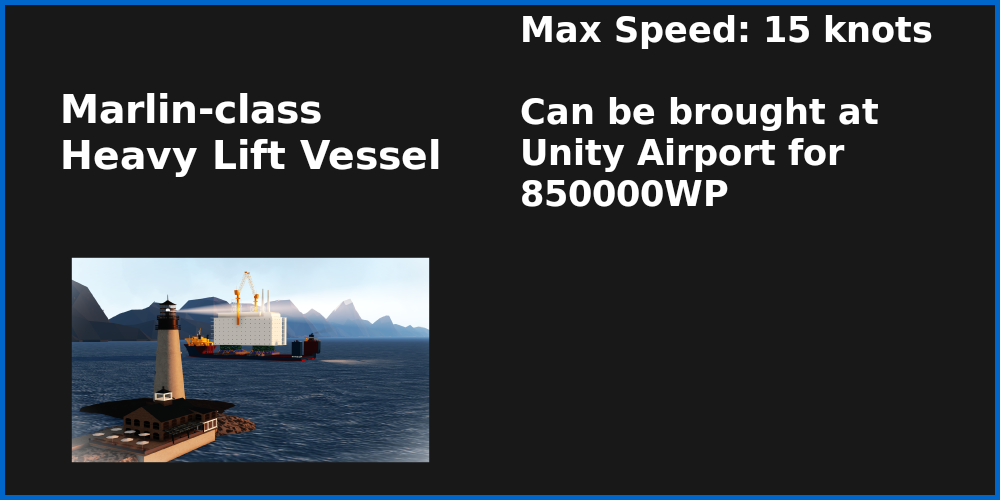 Marlin-class
Heavy Lift Vessel
Max Speed: 15 knots
Can be brought at
Unity Airport for
850000WP